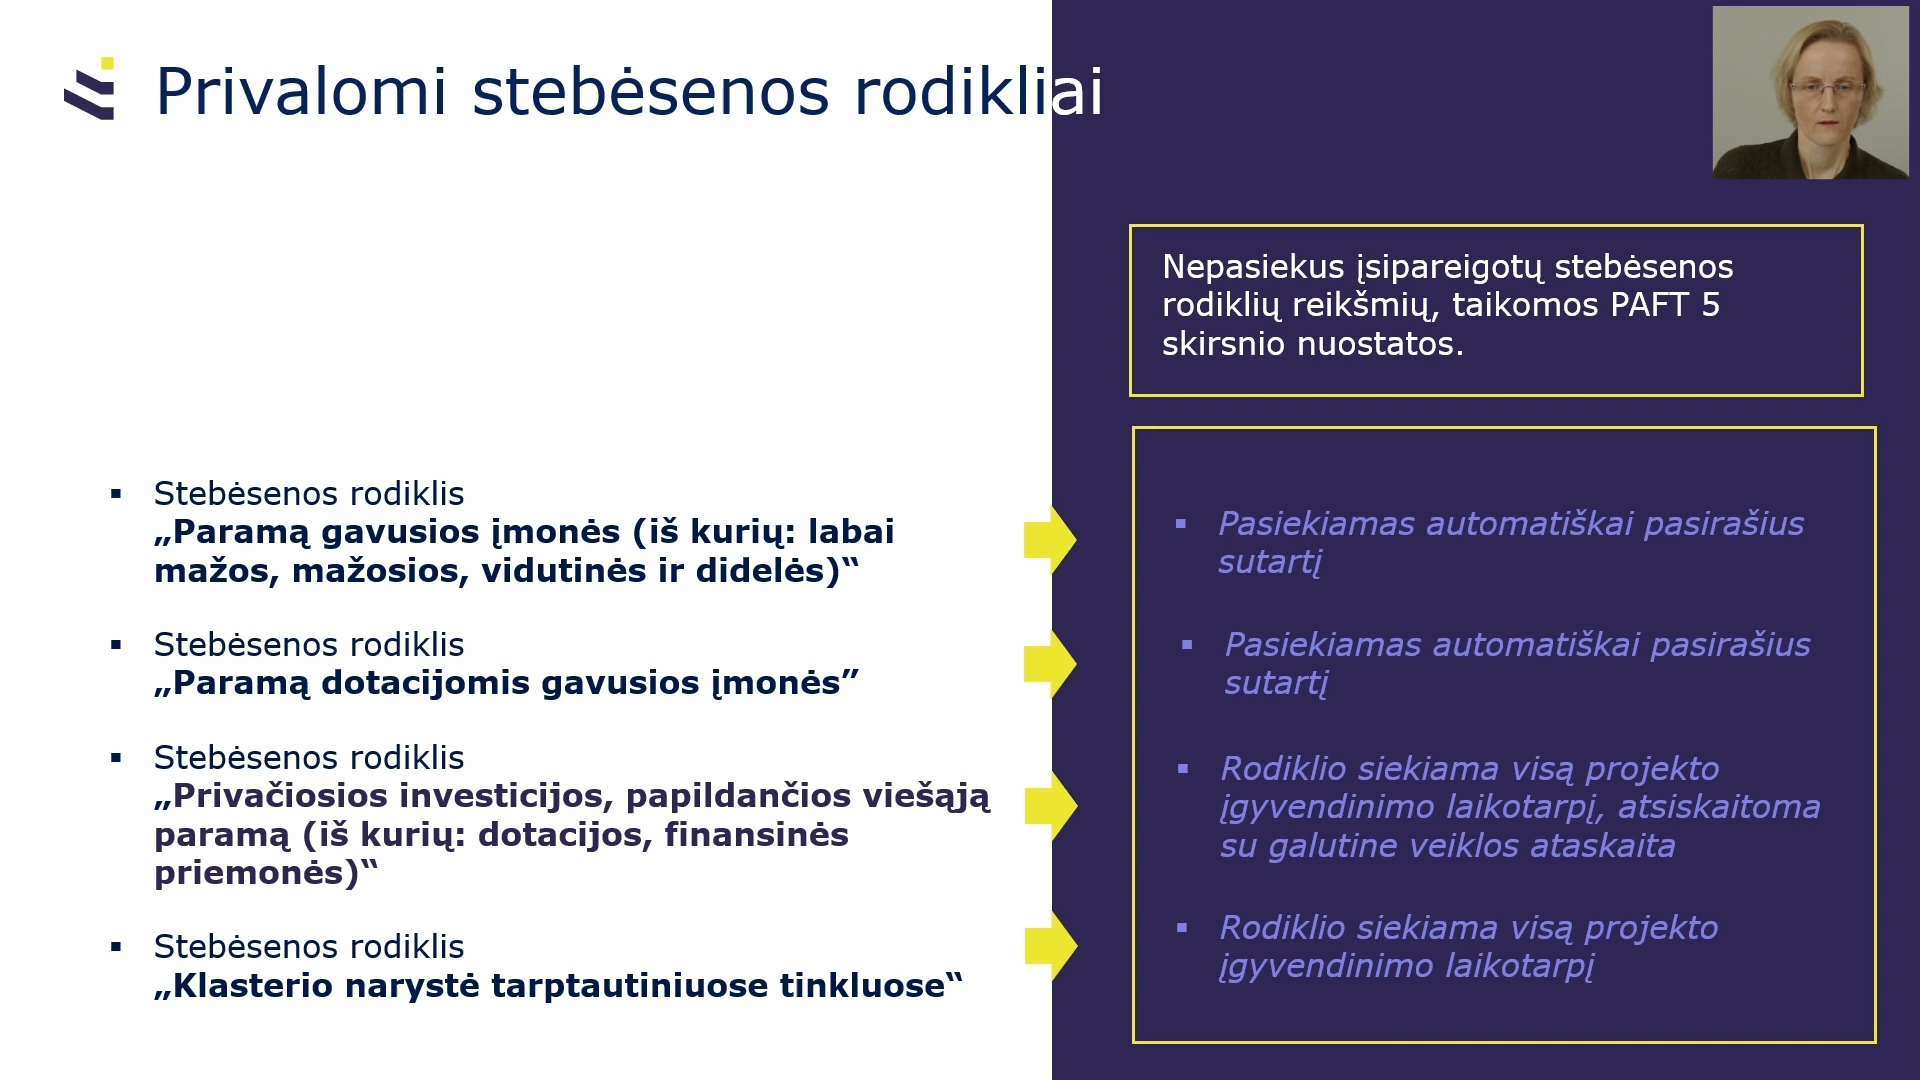 Privalomi stebėsenos rodikliai
Nepasiekus įsipareigotų stebėsenos
rodiklių reikšmių, taikomos PAFT 5
skirsnio nuostatos.
▪ Stebėsenos rodiklis
„Paramą gavusios įmonės (iš kurių: labai
mažos, mažosios, vidutinės ir didelės)“
▪ Stebėsenos rodiklis
„Paramą dotacijomis gavusios įmonės”
▪ Stebėsenos rodiklis
„Privačiosios investicijos, papildančios viešąją
paramą (iš kurių: dotacijos, finansinės
priemonės)“
▪ Stebėsenos rodiklis
„Klasterio narystė tarptautiniuose tinkluose“
▪ Pasiekiamas automatiškai pasirašius
sutartį
▪ Pasiekiamas automatiškai pasirašius
sutartį
▪ Rodiklio siekiama visą projekto
įgyvendinimo laikotarpį, atsiskaitoma
su galutine veiklos ataskaita
▪ Rodiklio siekiama visą projekto
įgyvendinimo laikotarpį